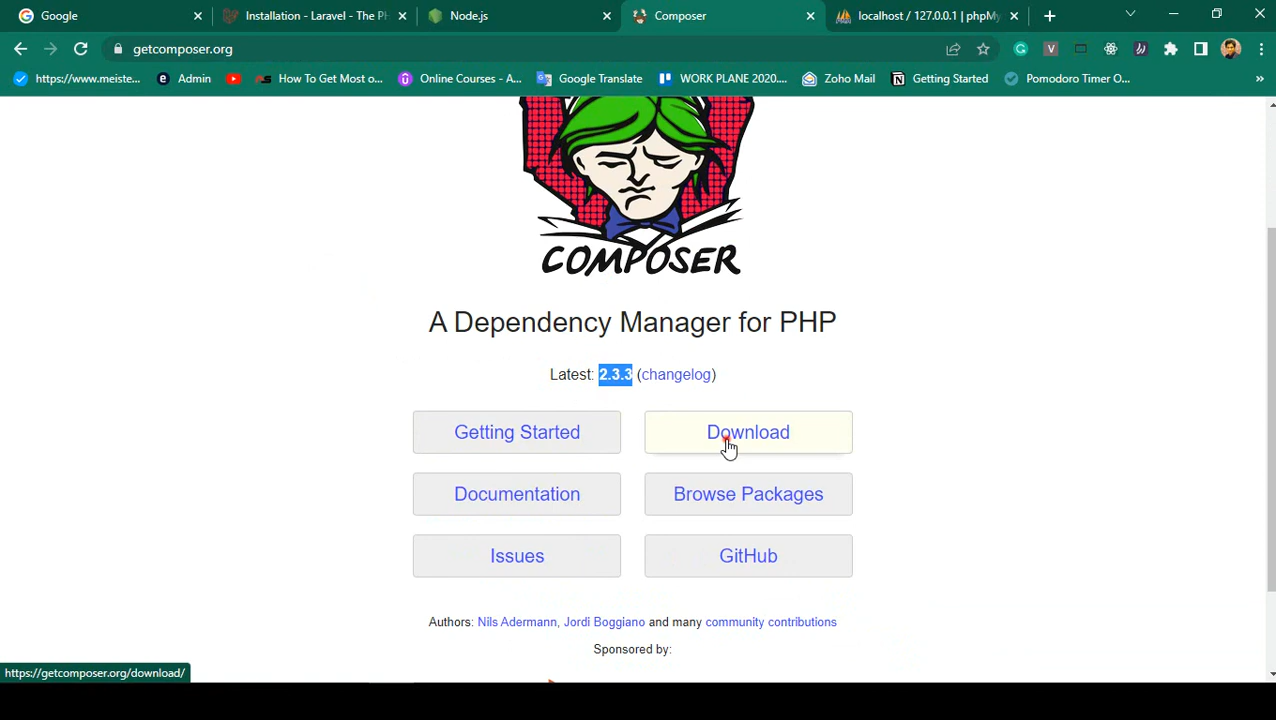 Google
Installation - Laravel - The PH
Node.js
Composer
localhost / 127.0.0.1 | phpMy
getcomposer.org
https://www.meiste...
Admin
How To Get Most o...
Online Courses - A...
Google Translate
WORK PLANE 2020....
Zoho Mail
Getting Started
Pomodoro Timer O...
COMPOSER
A Dependency Manager for PHP
Latest: 2.3.3 (changelog)
Getting Started
Download
Documentation
Browse Packages
Issues
GitHub
Authors: Nils Adermann, Jordi Boggiano and many community contributions
Sponsored by:
https://getcomposer.org/download/